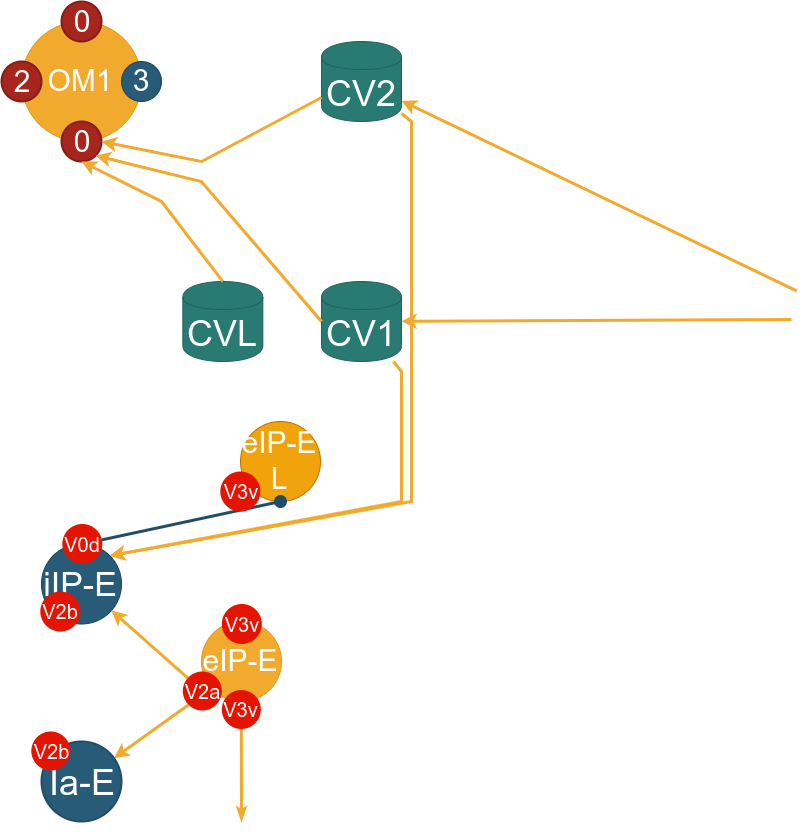 0
2
OM1
3
0
CV2
CVL
CV1
eIP-E
L
V3v
V0d
iIP-E
V2b
V3v
eIP-E
V2a
V3v
V2b
Ia-E